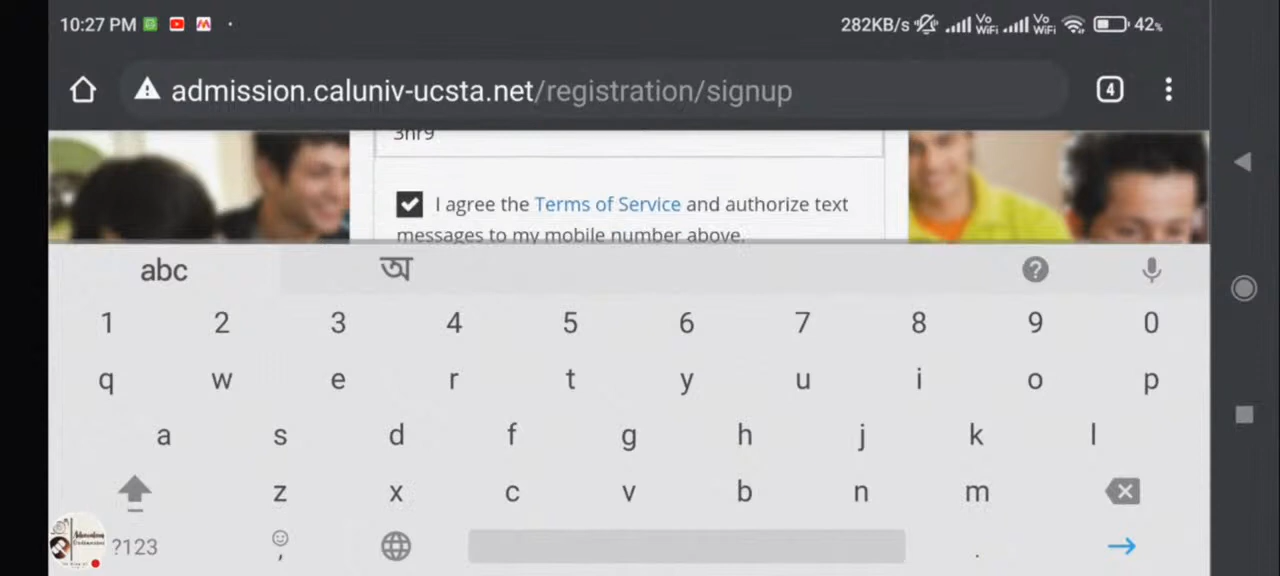 10:27 PM
282KB/s Vo WiFi Vo WiFi 42%
admission.caluniv-ucsta.net/registration/signup
4
3hr9
I agree the Terms of Service and authorize text
messages to my mobile number above.
abc অ ?
1 2 3 4 5 6 7 8 9 0
q w e r t y u i o p
a s d f g h j k l
z x c v b n m
?123 , .